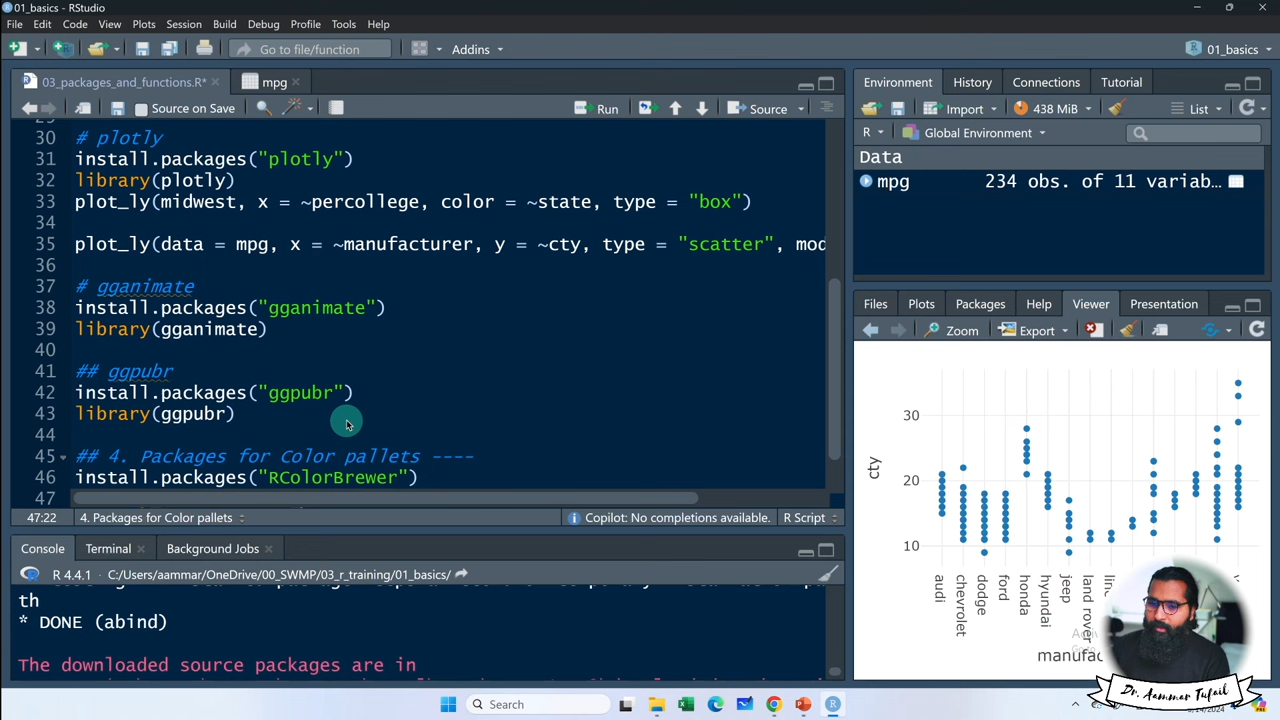 01_basics - RStudio
File Edit Code View Plots Session Build Debug Profile Tools Help
Go to file/function Addins 01_basics
03_packages_and_functions.R* mpg
Source on Save Run Source
30 # plotly
31 install.packages("plotly")
32 library(plotly)
33 plot_ly(midwest, x = ~percollege, color = ~state, type = "box")
34
35 plot_ly(data = mpg, x = ~manufacturer, y = ~cty, type = "scatter", mod
36
37 # gganimate
38 install.packages("gganimate")
39 library(gganimate)
40
41 ## ggpubr
42 install.packages("ggpubr")
43 library(ggpubr)
44
45 ## 4. Packages for Color pallets ----
46 install.packages("RColorBrewer")
47
47:22 4. Packages for Color pallets Copilot: No completions available. R Script
Console Terminal Background Jobs
R 4.4.1 · C:/Users/aammar/OneDrive/00_SWMP/03_r_training/01_basics/
th
* DONE (abind)
The downloaded source packages are in
Environment History Connections Tutorial
Import 438 MiB List
R Global Environment
Data
mpg 234 obs. of 11 variab...
Files Plots Packages Help Viewer Presentation
Zoom Export
30
20
10
cty
audi
chevrolet
dodge
ford
honda
hyundai
jeep
land rover
manufac
Dr. Aammar Tufail
Search